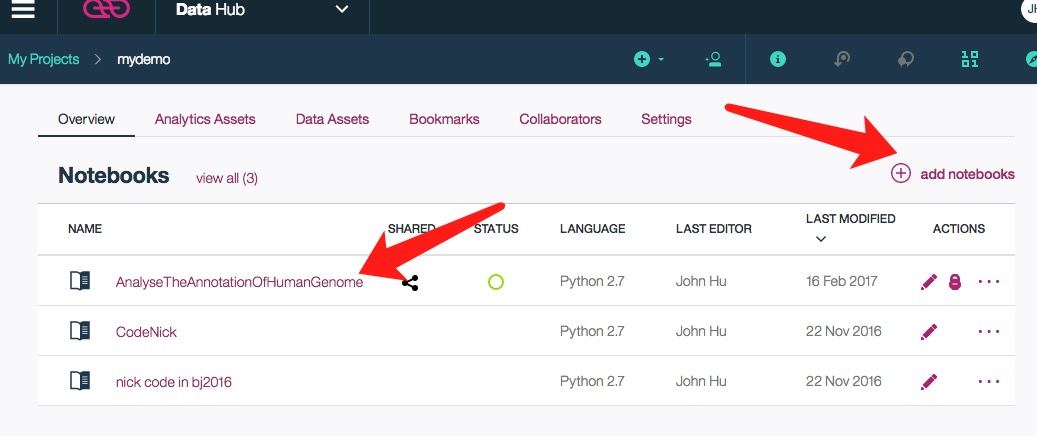 Data Hub
JH
My Projects > mydemo
Overview Analytics Assets Data Assets Bookmarks Collaborators Settings
Notebooks view all (3) add notebooks
NAME SHARED STATUS LANGUAGE LAST EDITOR LAST MODIFIED ACTIONS
AnalyseTheAnnotationOfHumanGenome Python 2.7 John Hu 16 Feb 2017
CodeNick Python 2.7 John Hu 22 Nov 2016
nick code in bj2016 Python 2.7 John Hu 22 Nov 2016